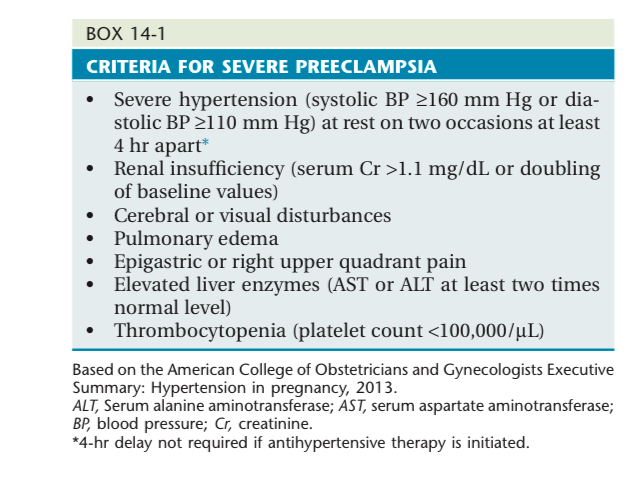 BOX 14-1
CRITERIA FOR SEVERE PREECLAMPSIA
• Severe hypertension (systolic BP ≥160 mm Hg or dia-
stolic BP ≥110 mm Hg) at rest on two occasions at least
4 hr apart*
• Renal insufficiency (serum Cr >1.1 mg/dL or doubling
of baseline values)
• Cerebral or visual disturbances
• Pulmonary edema
• Epigastric or right upper quadrant pain
• Elevated liver enzymes (AST or ALT at least two times
normal level)
• Thrombocytopenia (platelet count <100,000/μL)
Based on the American College of Obstetricians and Gynecologists Executive
Summary: Hypertension in pregnancy, 2013.
ALT, Serum alanine aminotransferase; AST, serum aspartate aminotransferase;
BP, blood pressure; Cr, creatinine.
*4-hr delay not required if antihypertensive therapy is initiated.